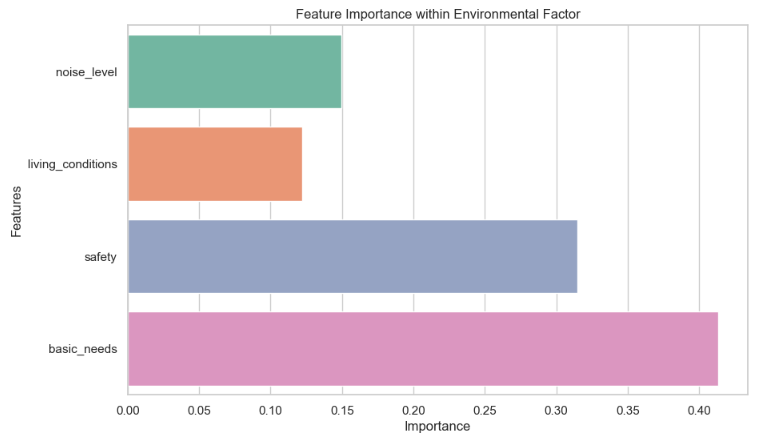 Feature Importance within Environmental Factor
noise_level
living_conditions
safety
basic_needs
Features
0.00 0.05 0.10 0.15 0.20 0.25 0.30 0.35 0.40
Importance